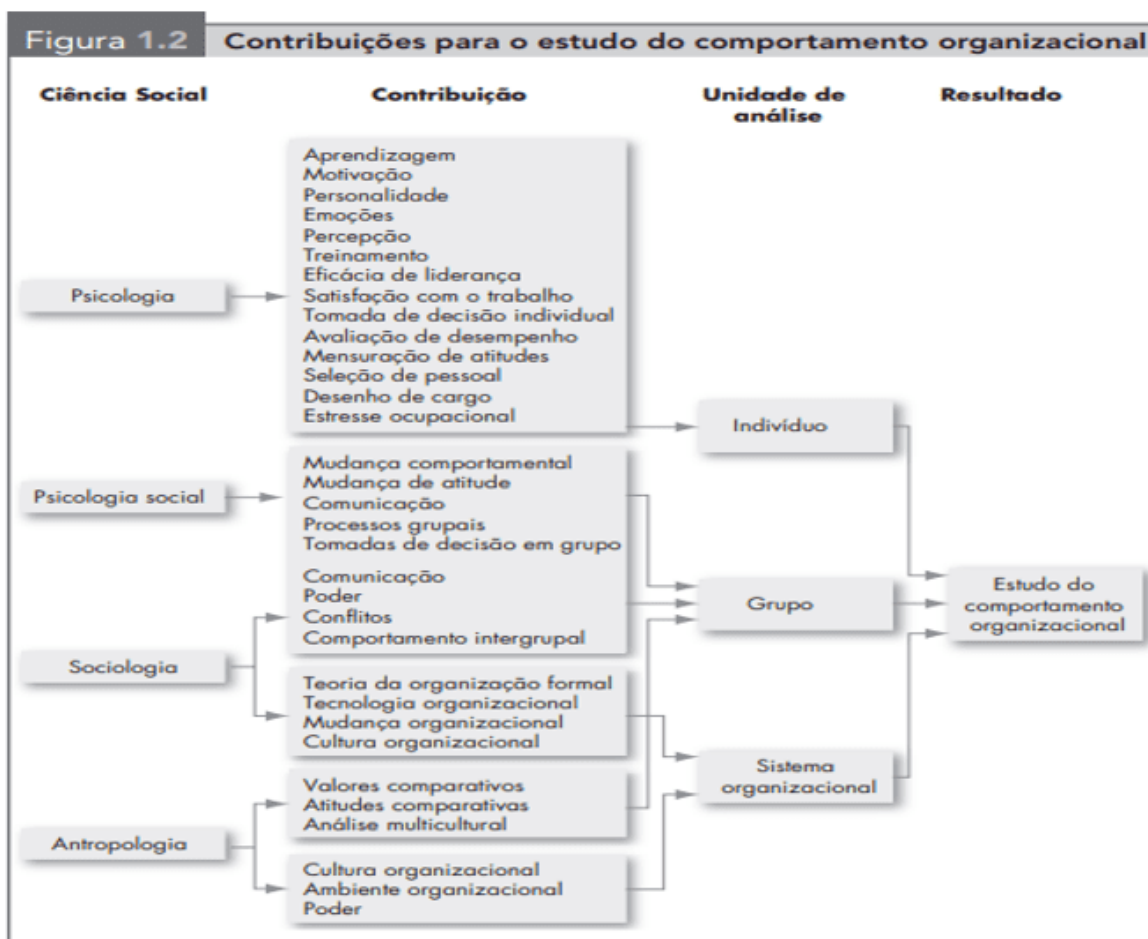 Figura 1.2 Contribuições para o estudo do comportamento organizacional
Ciência Social
Contribuição
Unidade de
análise
Resultado
Psicologia
Aprendizagem
Motivação
Personalidade
Emoções
Percepção
Treinamento
Eficácia de liderança
Satisfação com o trabalho
Tomada de decisão individual
Avaliação de desempenho
Mensuração de atitudes
Seleção de pessoal
Desenho de cargo
Estresse ocupacional
Indivíduo
Psicologia social
Mudança comportamental
Mudança de atitude
Comunicação
Processos grupais
Tomadas de decisão em grupo
Comunicação
Poder
Conflitos
Comportamento intergrupal
Grupo
Estudo do
comportamento
organizacional
Sociologia
Teoria da organização formal
Tecnologia organizacional
Mudança organizacional
Cultura organizacional
Sistema
organizacional
Antropologia
Valores comparativos
Atitudes comparativas
Análise multicultural
Cultura organizacional
Ambiente organizacional
Poder